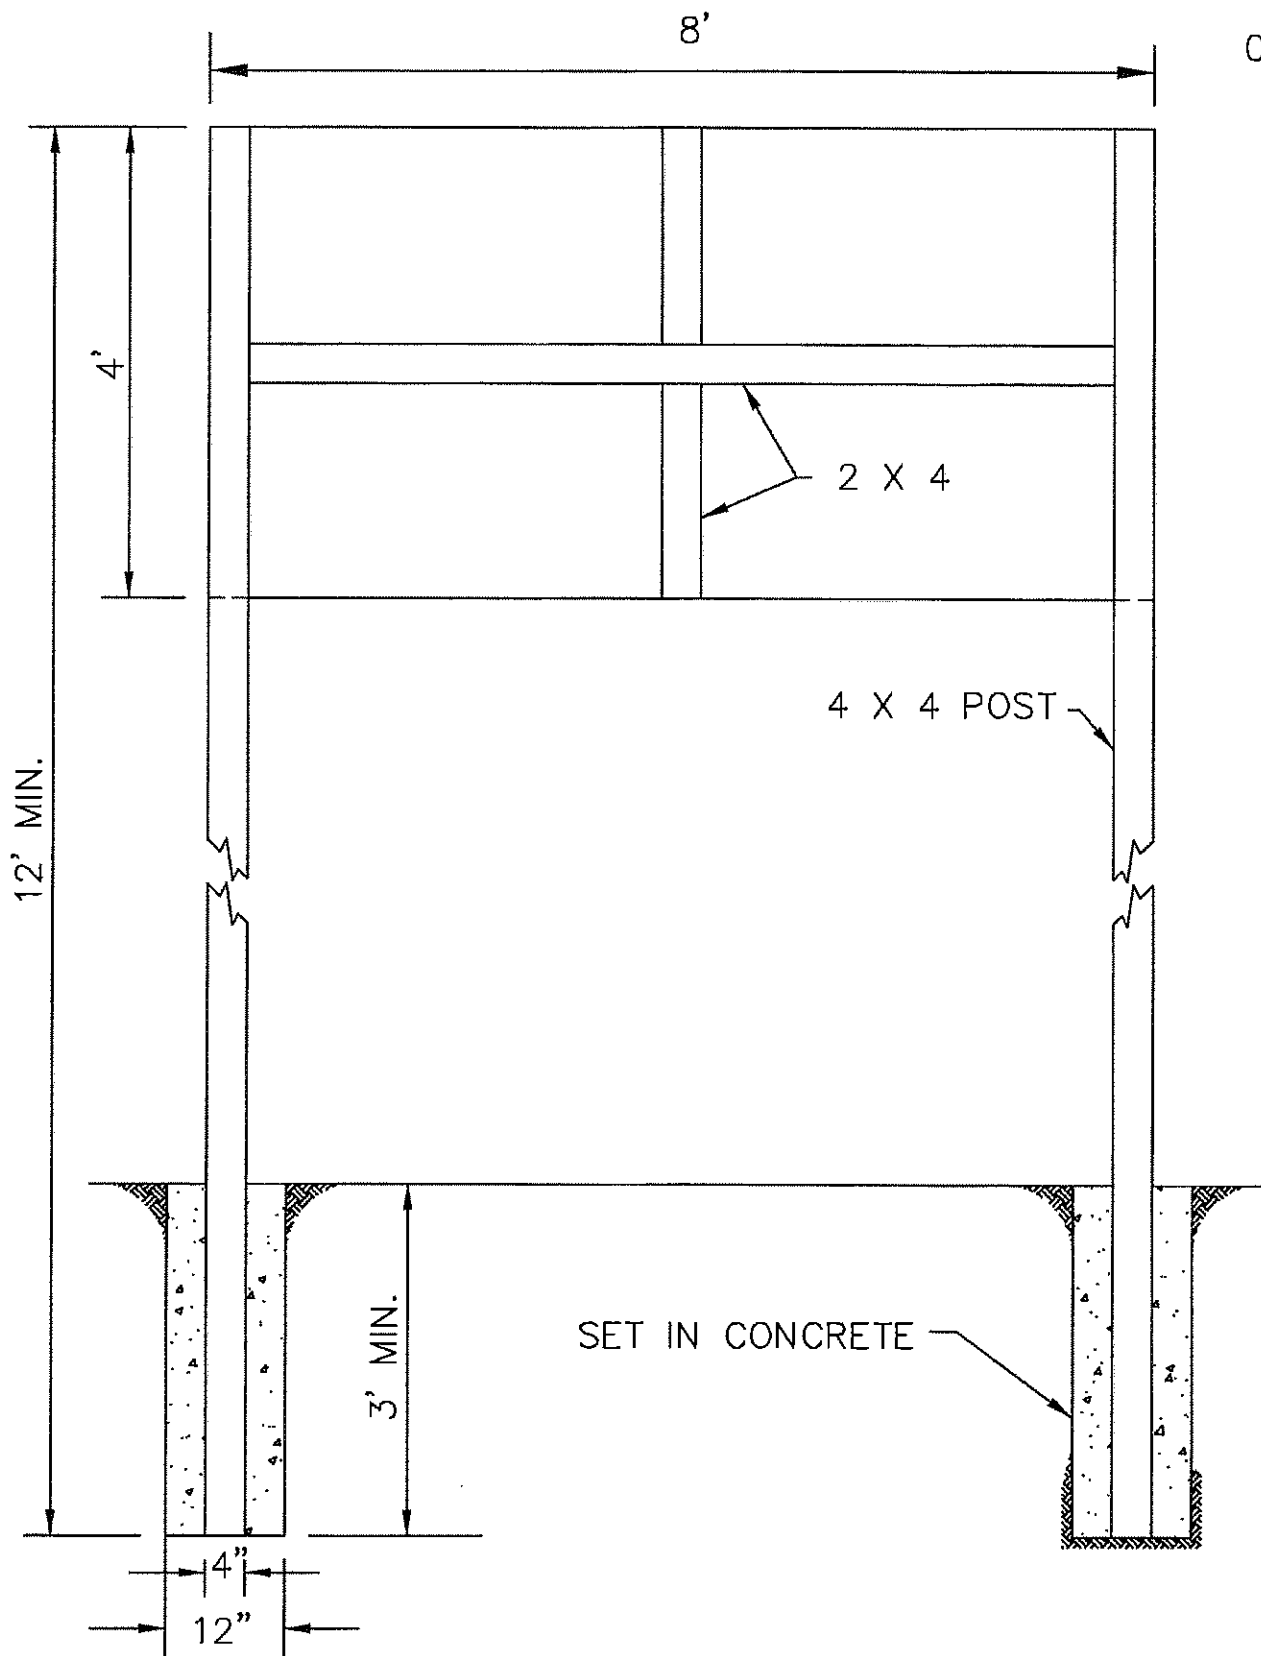 8'
4'
2 X 4
4 X 4 POST
12' MIN.
SET IN CONCRETE
3' MIN.
4"
12"